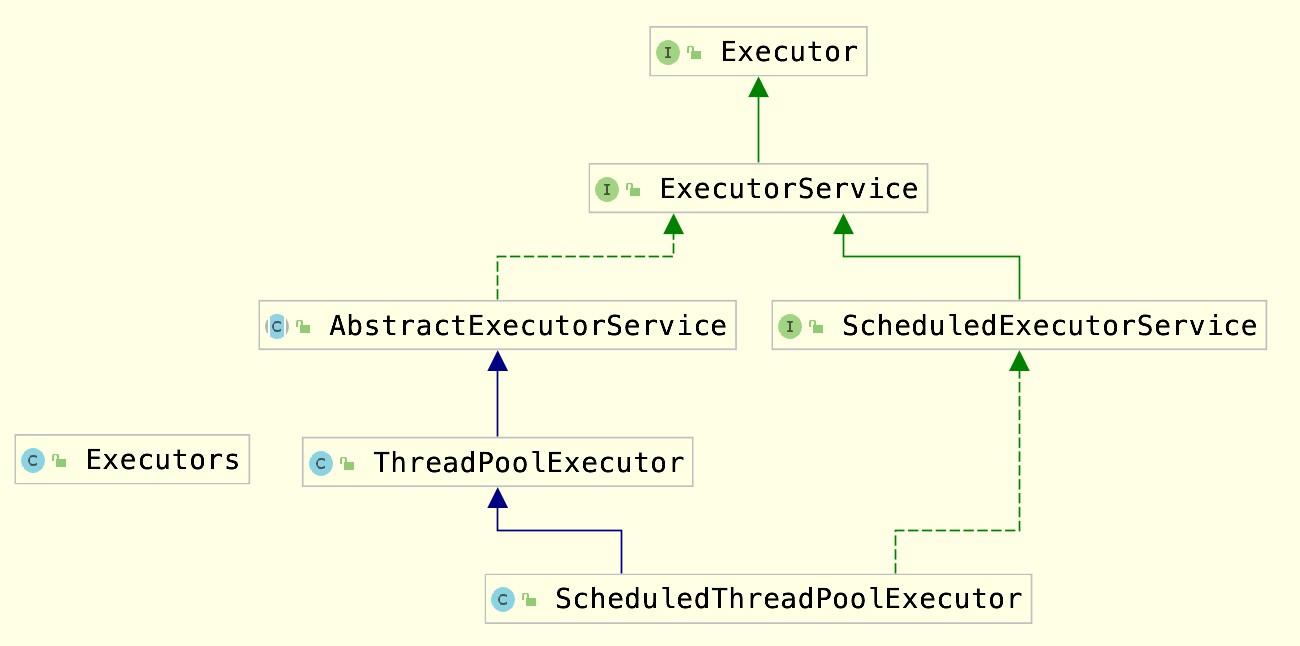 I Executor
I ExecutorService
C AbstractExecutorService
I ScheduledExecutorService
C Executors
C ThreadPoolExecutor
C ScheduledThreadPoolExecutor